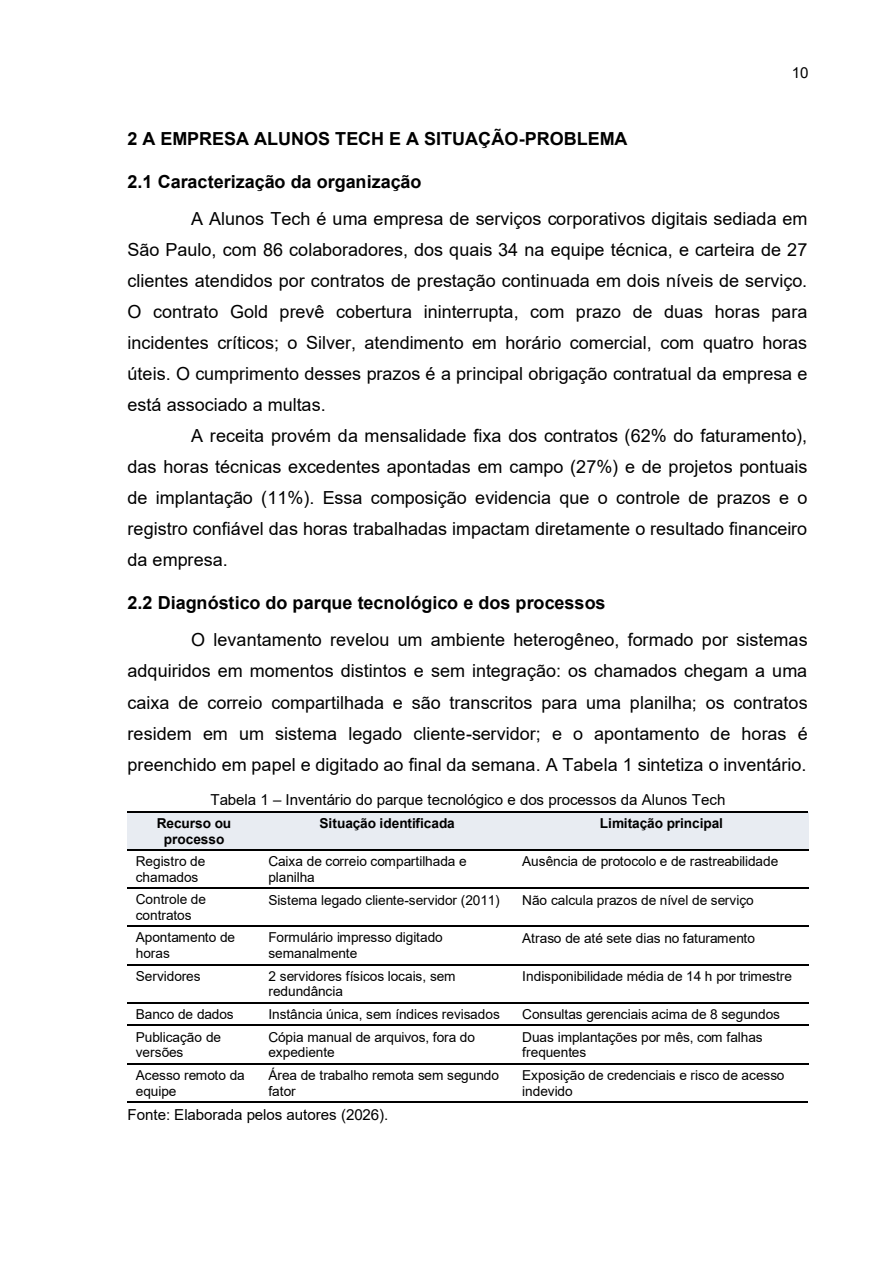 10
2 A EMPRESA ALUNOS TECH E A SITUAÇÃO-PROBLEMA
2.1 Caracterização da organização
A Alunos Tech é uma empresa de serviços corporativos digitais sediada em
São Paulo, com 86 colaboradores, dos quais 34 na equipe técnica, e carteira de 27
clientes atendidos por contratos de prestação continuada em dois níveis de serviço.
O contrato Gold prevê cobertura ininterrupta, com prazo de duas horas para
incidentes críticos; o Silver, atendimento em horário comercial, com quatro horas
úteis. O cumprimento desses prazos é a principal obrigação contratual da empresa e
está associado a multas.
A receita provém da mensalidade fixa dos contratos (62% do faturamento),
das horas técnicas excedentes apontadas em campo (27%) e de projetos pontuais
de implantação (11%). Essa composição evidencia que o controle de prazos e o
registro confiável das horas trabalhadas impactam diretamente o resultado financeiro
da empresa.
2.2 Diagnóstico do parque tecnológico e dos processos
O levantamento revelou um ambiente heterogêneo, formado por sistemas
adquiridos em momentos distintos e sem integração: os chamados chegam a uma
caixa de correio compartilhada e são transcritos para uma planilha; os contratos
residem em um sistema legado cliente-servidor; e o apontamento de horas é
preenchido em papel e digitado ao final da semana. A Tabela 1 sintetiza o inventário.
Tabela 1 – Inventário do parque tecnológico e dos processos da Alunos Tech
Recurso ou
processo
Situação identificada
Limitação principal
Registro de
chamados
Caixa de correio compartilhada e
planilha
Ausência de protocolo e de rastreabilidade
Controle de
contratos
Sistema legado cliente-servidor (2011)
Não calcula prazos de nível de serviço
Apontamento de
horas
Formulário impresso digitado
semanalmente
Atraso de até sete dias no faturamento
Servidores
2 servidores físicos locais, sem
redundância
Indisponibilidade média de 14 h por trimestre
Banco de dados
Instância única, sem índices revisados
Consultas gerenciais acima de 8 segundos
Publicação de
versões
Cópia manual de arquivos, fora do
expediente
Duas implantações por mês, com falhas
frequentes
Acesso remoto da
equipe
Área de trabalho remota sem segundo
fator
Exposição de credenciais e risco de acesso
indevido
Fonte: Elaborada pelos autores (2026).